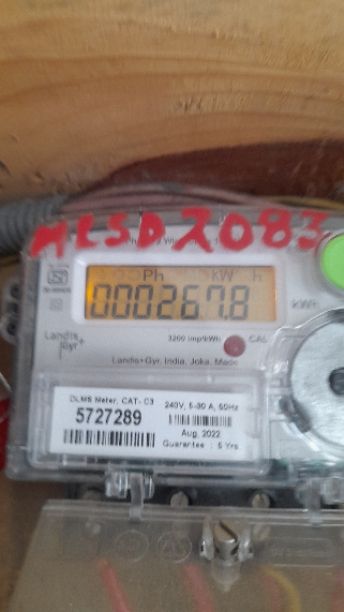 MLSD2083
Ph kW h
000267.8
kWh
3200 imp/kWh
CAL
Landis
Gyr+
Landis+Gyr, India, Joka, Made
DLMS Meter, CAT- C3
5727289
240V, 5-30 A, 50Hz
Aug, 2022
Guarantee : 5 Yrs